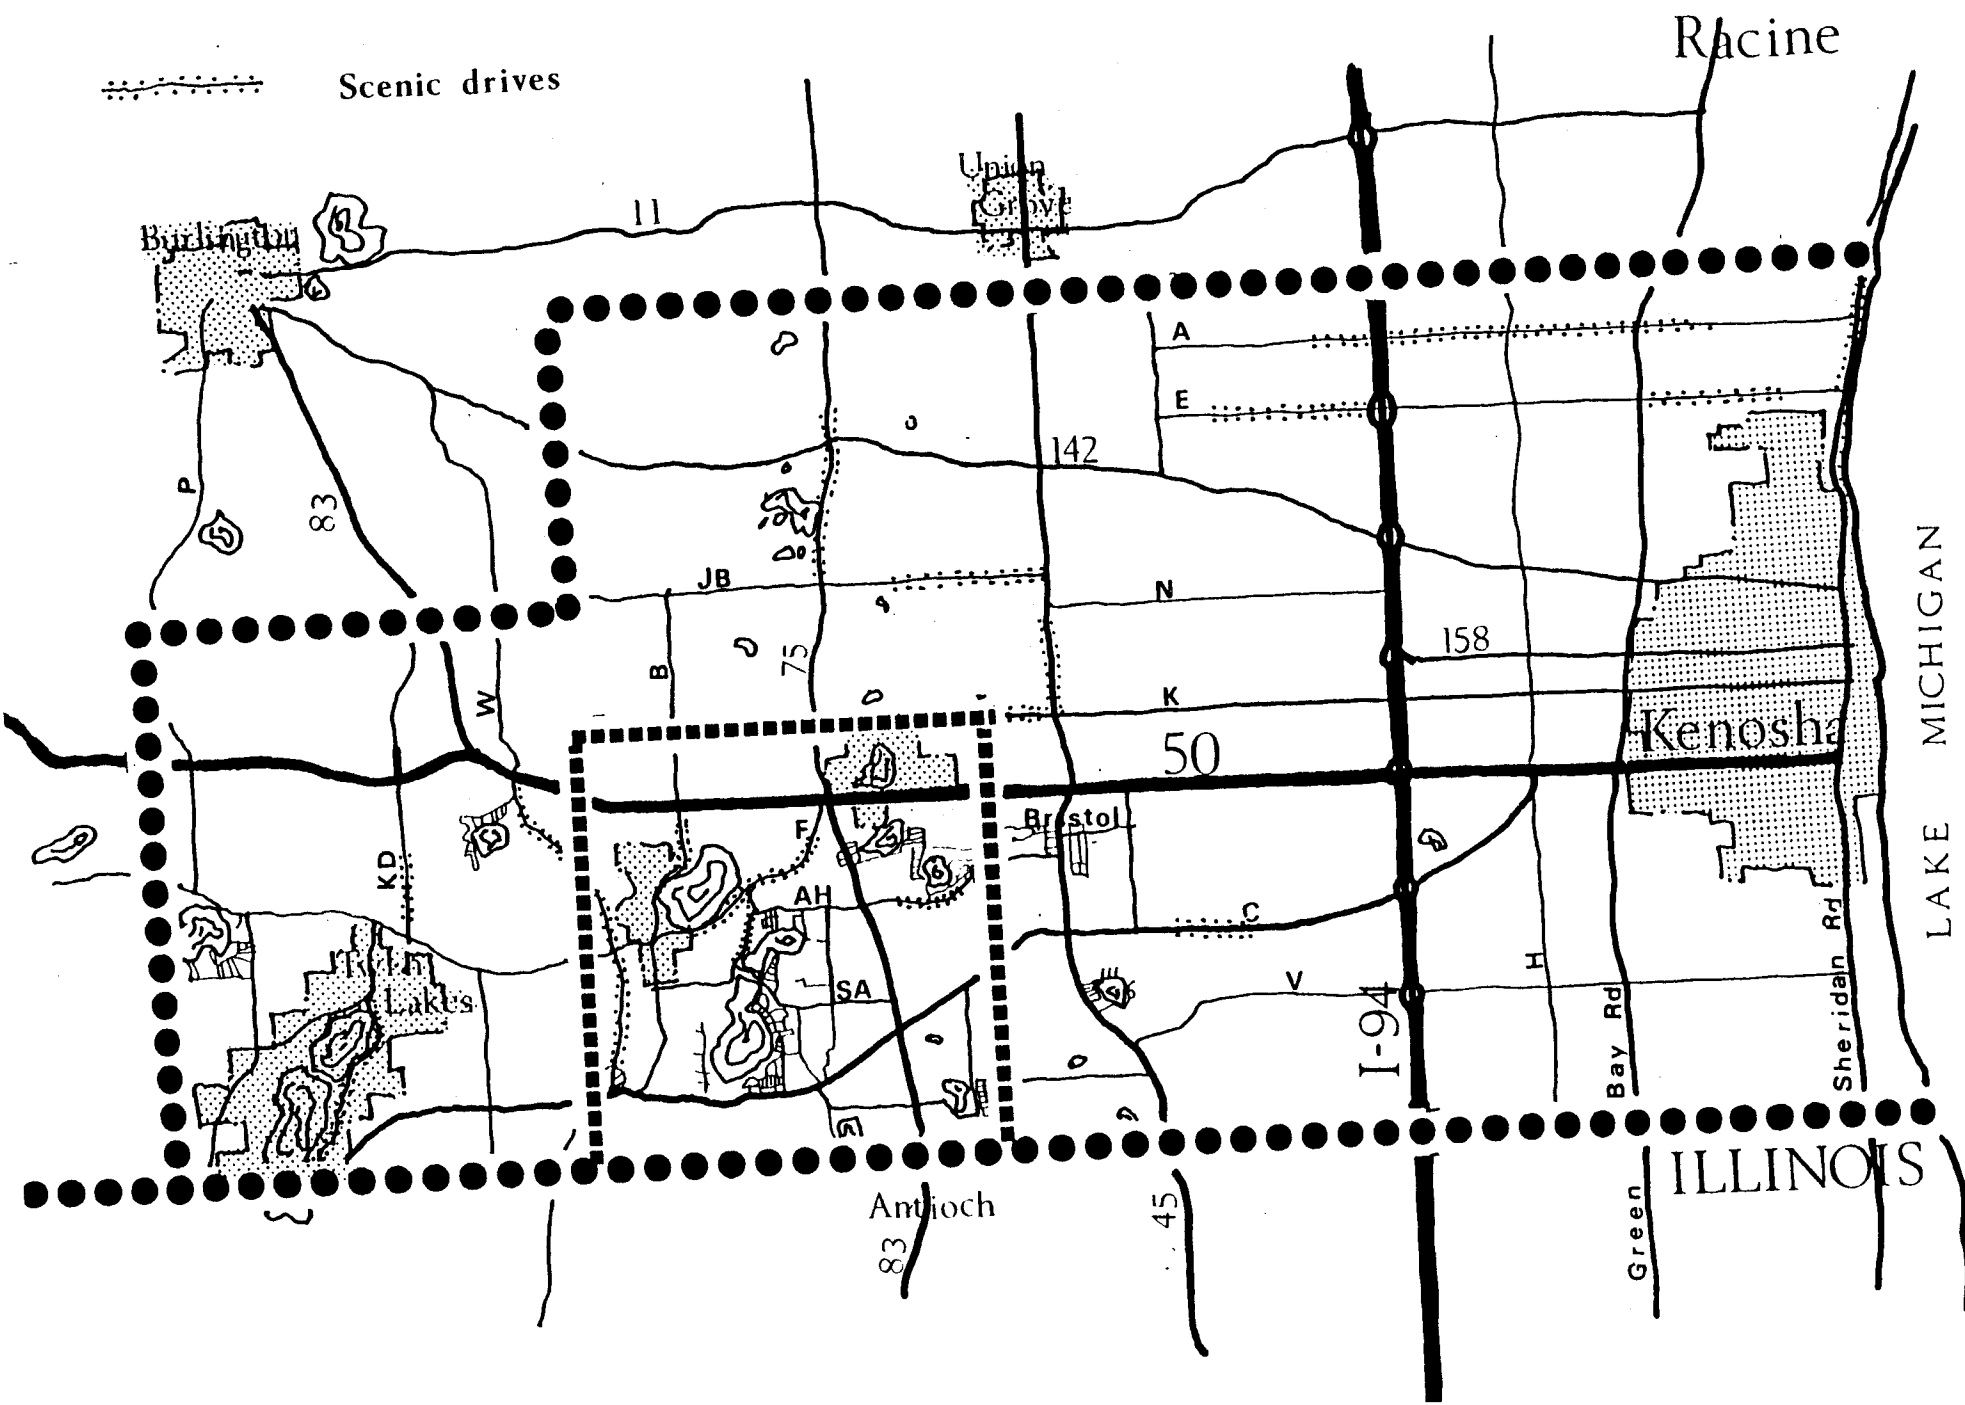 Racine
Scenic drives
Union
Grove
11
Burlington
A
E
142
P
83
JB
N
158
B
75
W
K
Kenosha
50
LAKE MICHIGAN
Bristol
F
KD
AH
C
Twin
Lakes
SA
V
H
I-94
Bay Rd
Sheridan Rd
ILLINOIS
Antioch
45
83
Green